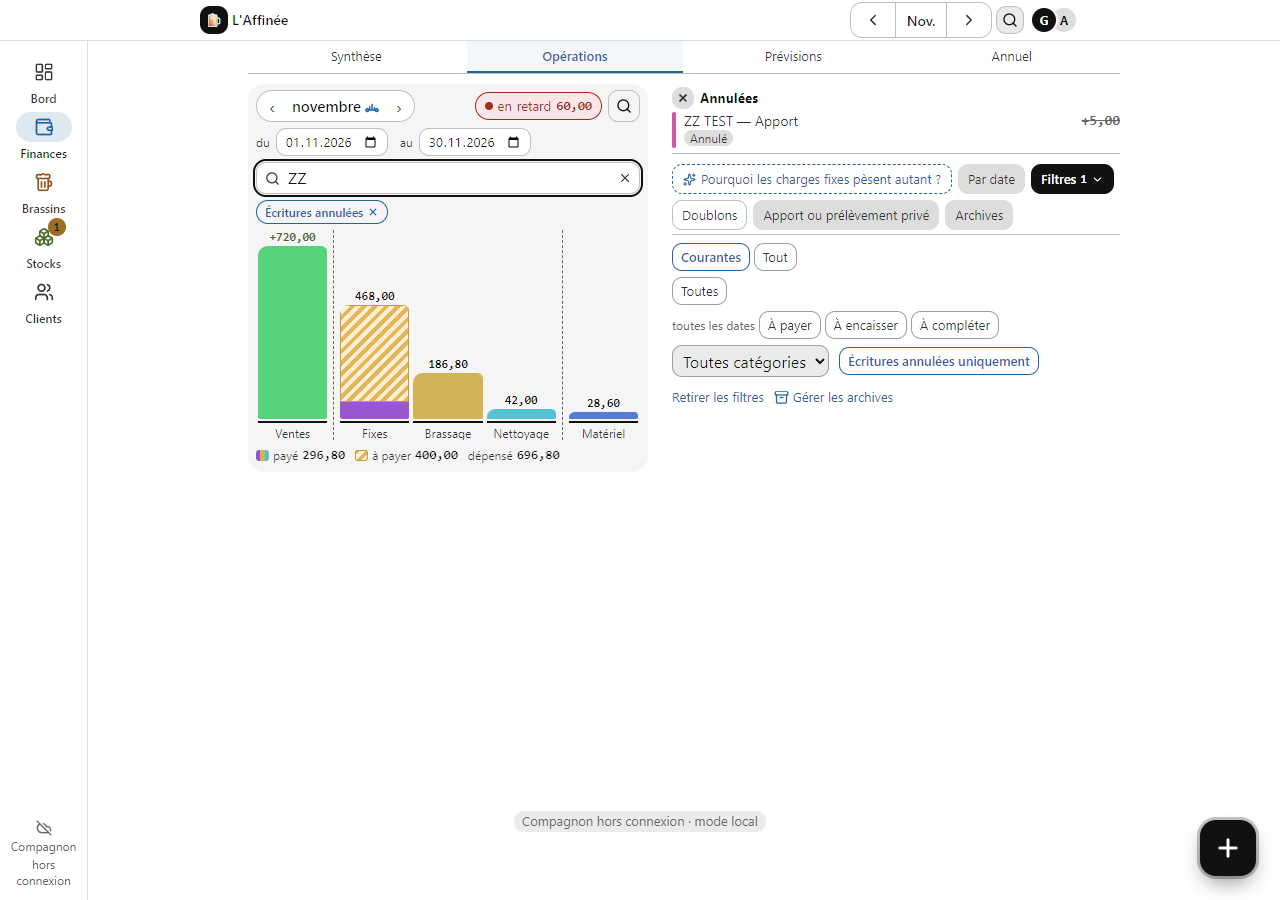 L'Affinée
Nov.
G
A
Bord
Finances
Brassins
1
Stocks
Clients
Compagnon
hors
connexion
Synthèse
Opérations
Prévisions
Annuel
novembre
en retard 60,00
du 01.11.2026 au 30.11.2026
ZZ
Écritures annulées
+720,00
468,00
186,80
42,00
28,60
Ventes
Fixes
Brassage
Nettoyage
Matériel
payé 296,80 à payer 400,00 dépensé 696,80
Annulées
ZZ TEST — Apport
+5,00
Annulé
Pourquoi les charges fixes pèsent autant ?
Par date
Filtres 1
Doublons
Apport ou prélèvement privé
Archives
Courantes
Tout
Toutes
toutes les dates
À payer
À encaisser
À compléter
Toutes catégories
Écritures annulées uniquement
Retirer les filtres
Gérer les archives
Compagnon hors connexion · mode local